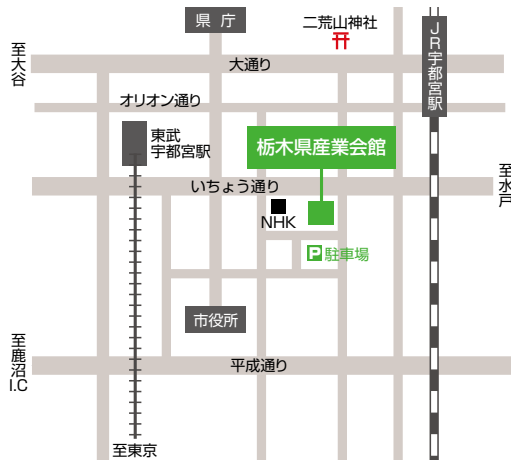 県庁
二荒山神社
JR宇都宮駅
至大谷
大通り
オリオン通り
東武
宇都宮駅
栃木県産業会館
いちょう通り
至水戸
NHK
P 駐車場
市役所
至鹿沼I.C
平成通り
至東京